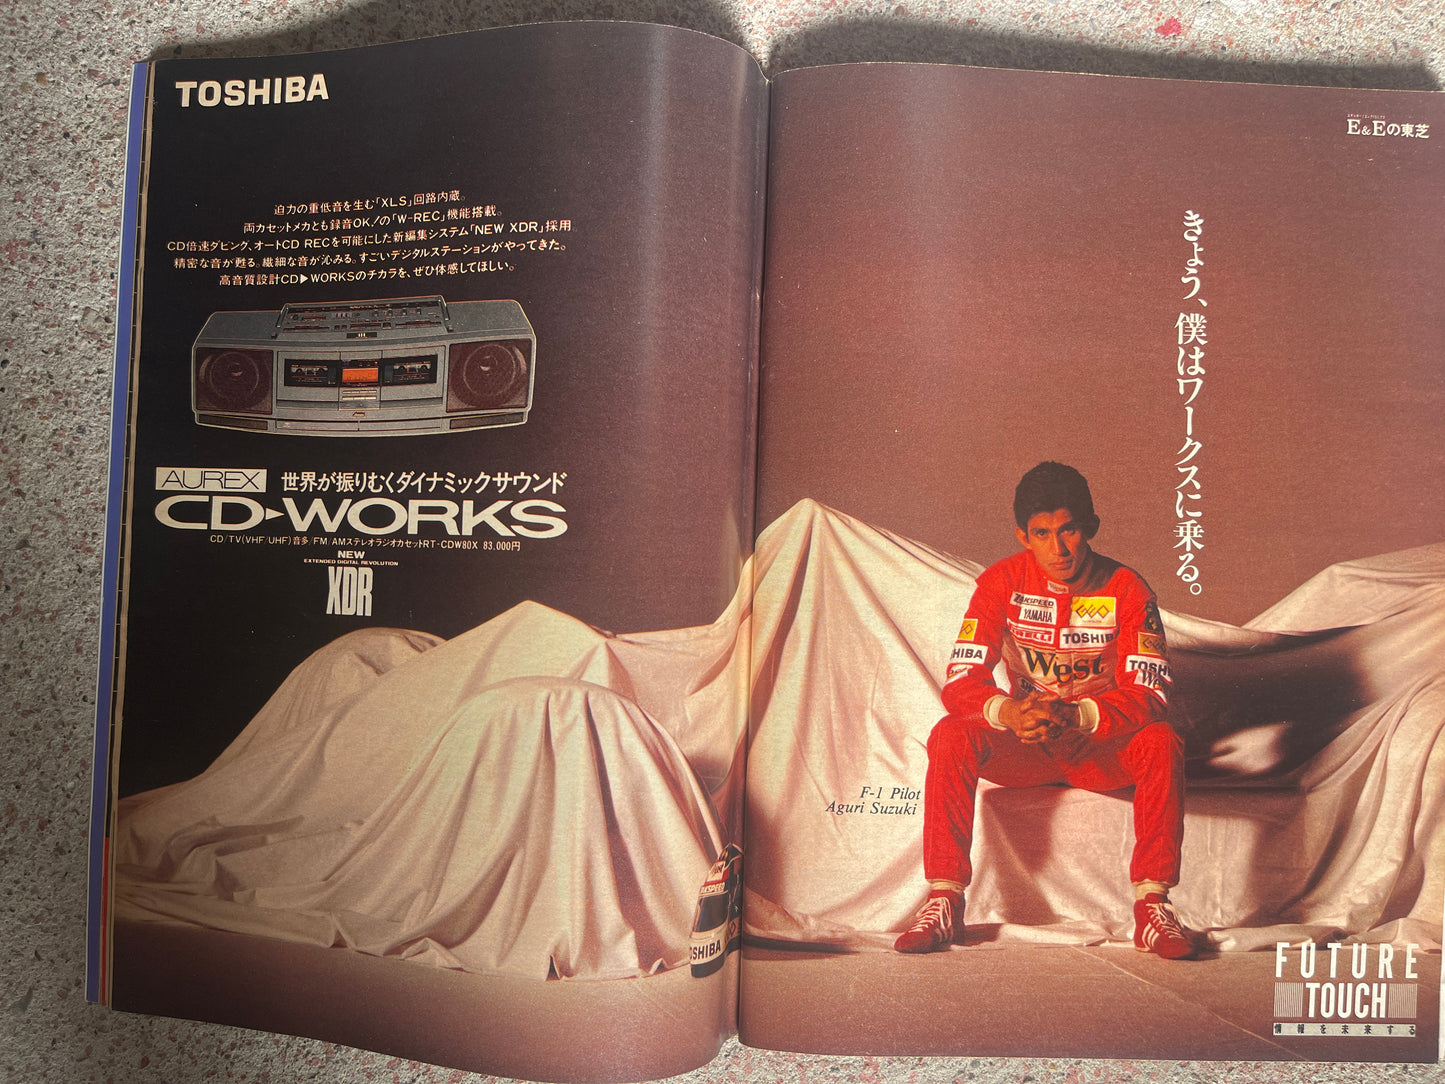 TOSHIBA
迫力の重低音を生む「XLS」回路内蔵。
両カセットメカとも録音OK!の「W-REC」機能搭載。
CD倍速ダビング、オートCD RECを可能にした新編集システム「NEW XDR」採用
精密な音が甦る。繊細な音が沁みる。すごいデジタルステーションがやってきた。
高音質設計CD▶WORKSのチカラを、ぜひ体感してほしい。
AUREX 世界が振りむくダイナミックサウンド
CD▶WORKS
CD/TV(VHF/UHF)音多/FM/AMステレオラジオカセットRT-CDW80X 83,000円
NEW
EXTENDED DIGITAL REVOLUTION
XDR
E&Eの東芝
きょう、僕はワークスに乗る。
ZAKSPEED
YAMAHA
GEO
PIRELLI
TOSHIB
HIBA
West
TOSH
F-1 Pilot
Aguri Suzuki
AKSPEED
OSHIBA
FUTURE
TOUCH
情報を未来する